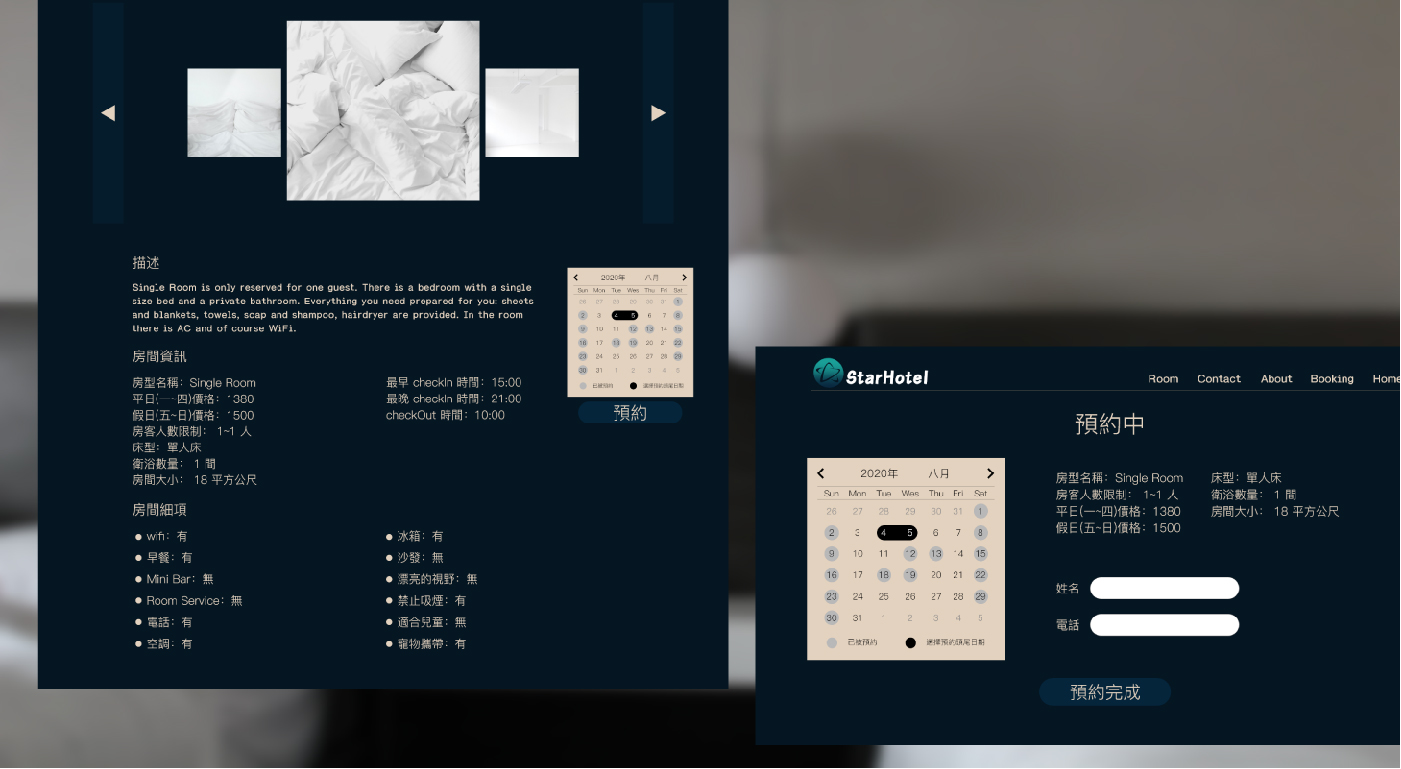 描述
Single Room is only reserved for one guest. There is a bedroom with a single
size bed and a private bathroom. Everything you need prepared for you: sheets
and blankets, towels, soap and shampoo, hairdryer are provided. In the room
there is AC and of course WiFi.
房間資訊
房型名稱：Single Room
平日(一~四)價格：1380
假日(五~日)價格：1500
房客人數限制： 1~1 人
床型：單人床
衛浴數量： 1 間
房間大小： 18 平方公尺
最早 checkIn 時間：15:00
最晚 checkIn 時間：21:00
checkOut 時間：10:00
2020年 八月
Sun Mon Tue Wes Thu Fri Sat
26 27 28 29 30 31 1
2 3 4 5 6 7 8
9 10 11 12 13 14 15
16 17 18 19 20 21 22
23 24 25 26 27 28 29
30 31 1 2 3 4 5
已被預約 選擇預約頭尾日期
預約
房間細項
wifi：有
早餐：有
Mini Bar：無
Room Service：無
電話：有
空調：有
冰箱：有
沙發：無
漂亮的視野：無
禁止吸煙：有
適合兒童：無
寵物攜帶：有
StarHotel
Room Contact About Booking Home
預約中
2020年 八月
Sun Mon Tue Wes Thu Fri Sat
26 27 28 29 30 31 1
2 3 4 5 6 7 8
9 10 11 12 13 14 15
16 17 18 19 20 21 22
23 24 25 26 27 28 29
30 31 1 2 3 4 5
已被預約 選擇預約頭尾日期
房型名稱：Single Room
房客人數限制： 1~1 人
平日(一~四)價格：1380
假日(五~日)價格：1500
床型：單人床
衛浴數量： 1 間
房間大小： 18 平方公尺
姓名
電話
預約完成